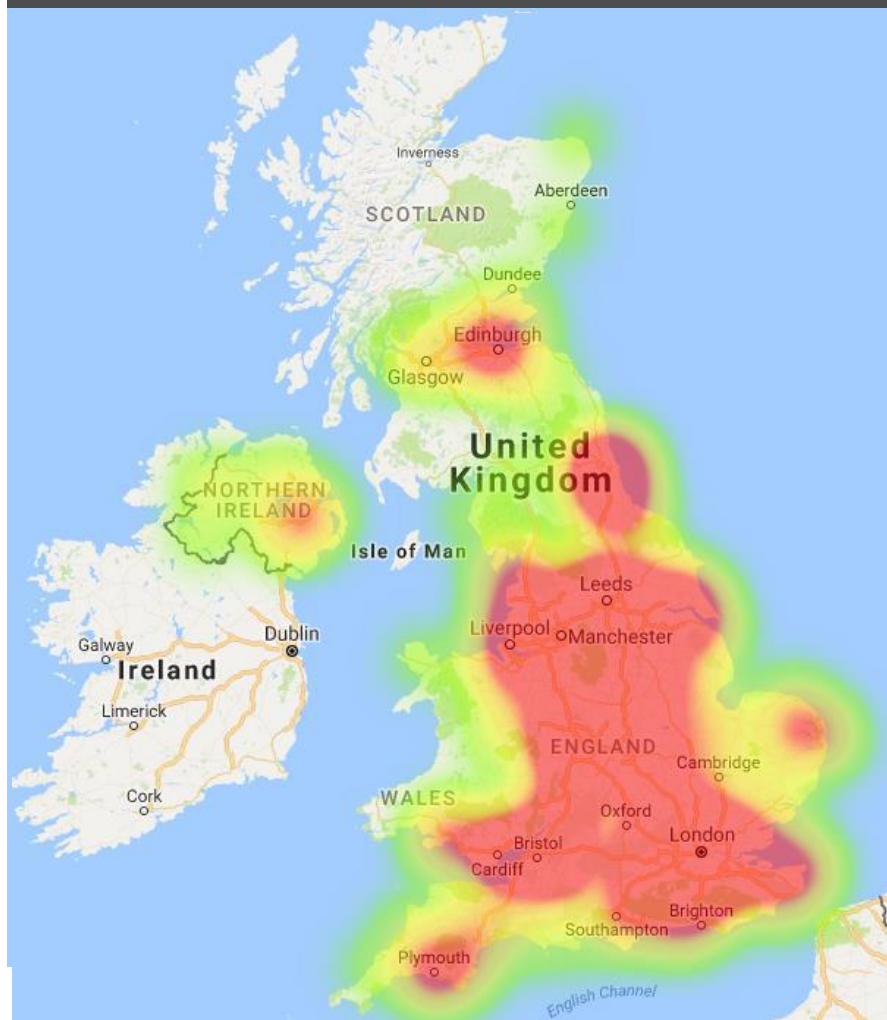 Inverness
Aberdeen
SCOTLAND
Dundee
Edinburgh
Glasgow
United
Kingdom
NORTHERN
IRELAND
Isle of Man
Leeds
Liverpool
Manchester
Dublin
Galway
Ireland
Limerick
ENGLAND
Cambridge
Cork
WALES
Oxford
London
Bristol
Cardiff
Brighton
Southampton
Plymouth
English Channel